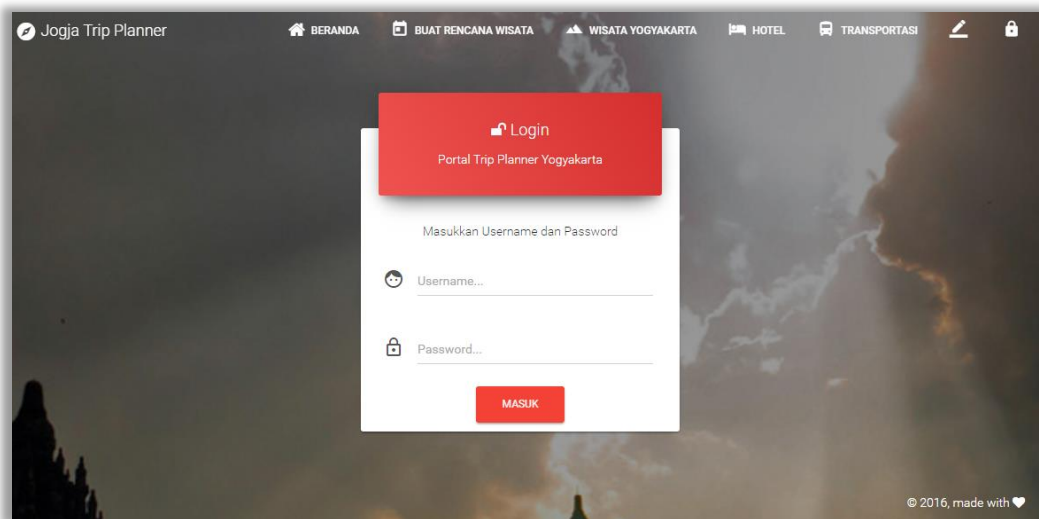 Jogja Trip Planner
BERANDA
BUAT RENCANA WISATA
WISATA YOGYAKARTA
HOTEL
TRANSPORTASI
Login
Portal Trip Planner Yogyakarta
Masukkan Username dan Password
Username...
Password...
MASUK
© 2016, made with